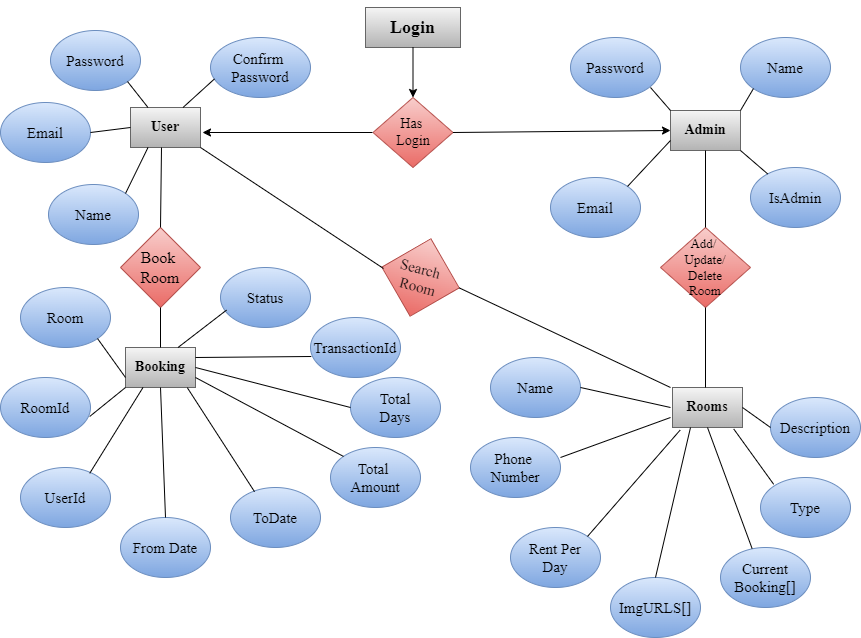 Login
Password
Confirm
Password
Password
Name
Email
User
Has
Login
Admin
Name
Email
IsAdmin
Book
Room
Search
Room
Add/
Update/
Delete
Room
Status
Room
TransactionId
Booking
RoomId
Total
Days
Name
Rooms
Description
Phone
Number
Total
Amount
UserId
ToDate
From Date
Type
Rent Per
Day
Current
Booking[]
ImgURLS[]